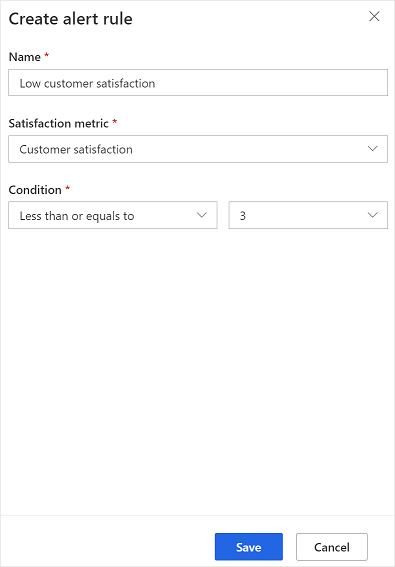 Create alert rule
Name *
Low customer satisfaction
Satisfaction metric *
Customer satisfaction
Condition *
Less than or equals to 3
Save Cancel